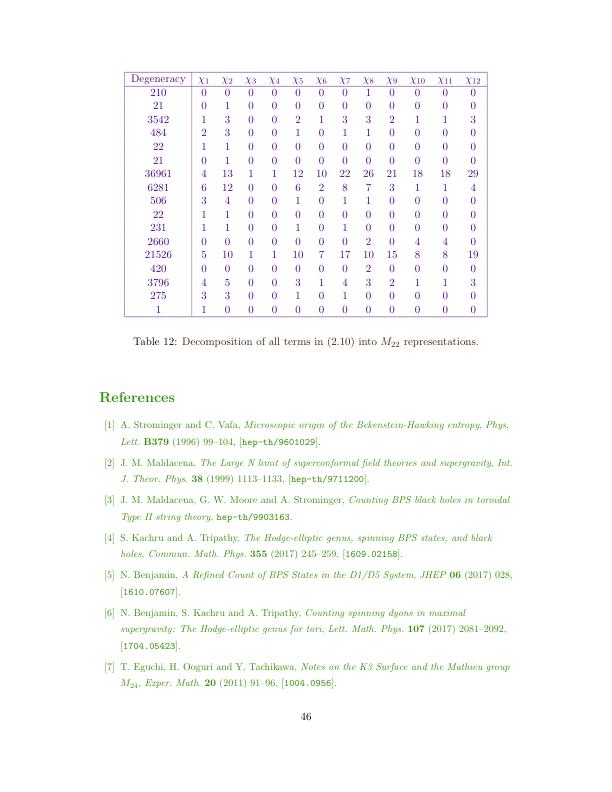 Degeneracy χ1 χ2 χ3 χ4 χ5 χ6 χ7 χ8 χ9 χ10 χ11 χ12
210 0 0 0 0 0 0 0 1 0 0 0 0
21 0 1 0 0 0 0 0 0 0 0 0 0
3542 1 3 0 0 2 1 3 3 2 1 1 3
484 2 3 0 0 1 0 1 1 0 0 0 0
22 1 1 0 0 0 0 0 0 0 0 0 0
21 0 1 0 0 0 0 0 0 0 0 0 0
36961 4 13 1 1 12 10 22 26 21 18 18 29
6281 6 12 0 0 6 2 8 7 3 1 1 4
506 3 4 0 0 1 0 1 1 0 0 0 0
22 1 1 0 0 0 0 0 0 0 0 0 0
231 1 1 0 0 1 0 1 0 0 0 0 0
2660 0 0 0 0 0 0 0 2 0 4 4 0
21526 5 10 1 1 10 7 17 10 15 8 8 19
420 0 0 0 0 0 0 0 2 0 0 0 0
3796 4 5 0 0 3 1 4 3 2 1 1 3
275 3 3 0 0 1 0 1 0 0 0 0 0
1 1 0 0 0 0 0 0 0 0 0 0 0
Table 12: Decomposition of all terms in (2.10) into M22 representations.
References
[1] A. Strominger and C. Vafa, Microscopic origin of the Bekenstein-Hawking entropy, Phys.
Lett. B379 (1996) 99–104, [hep-th/9601029].
[2] J. M. Maldacena, The Large N limit of superconformal field theories and supergravity, Int.
J. Theor. Phys. 38 (1999) 1113–1133, [hep-th/9711200].
[3] J. M. Maldacena, G. W. Moore and A. Strominger, Counting BPS black holes in toroidal
Type II string theory, hep-th/9903163.
[4] S. Kachru and A. Tripathy, The Hodge-elliptic genus, spinning BPS states, and black
holes, Commun. Math. Phys. 355 (2017) 245–259, [1609.02158].
[5] N. Benjamin, A Refined Count of BPS States in the D1/D5 System, JHEP 06 (2017) 028,
[1610.07607].
[6] N. Benjamin, S. Kachru and A. Tripathy, Counting spinning dyons in maximal
supergravity: The Hodge-elliptic genus for tori, Lett. Math. Phys. 107 (2017) 2081–2092,
[1704.05423].
[7] T. Eguchi, H. Ooguri and Y. Tachikawa, Notes on the K3 Surface and the Mathieu group
M24, Exper. Math. 20 (2011) 91–96, [1004.0956].
46